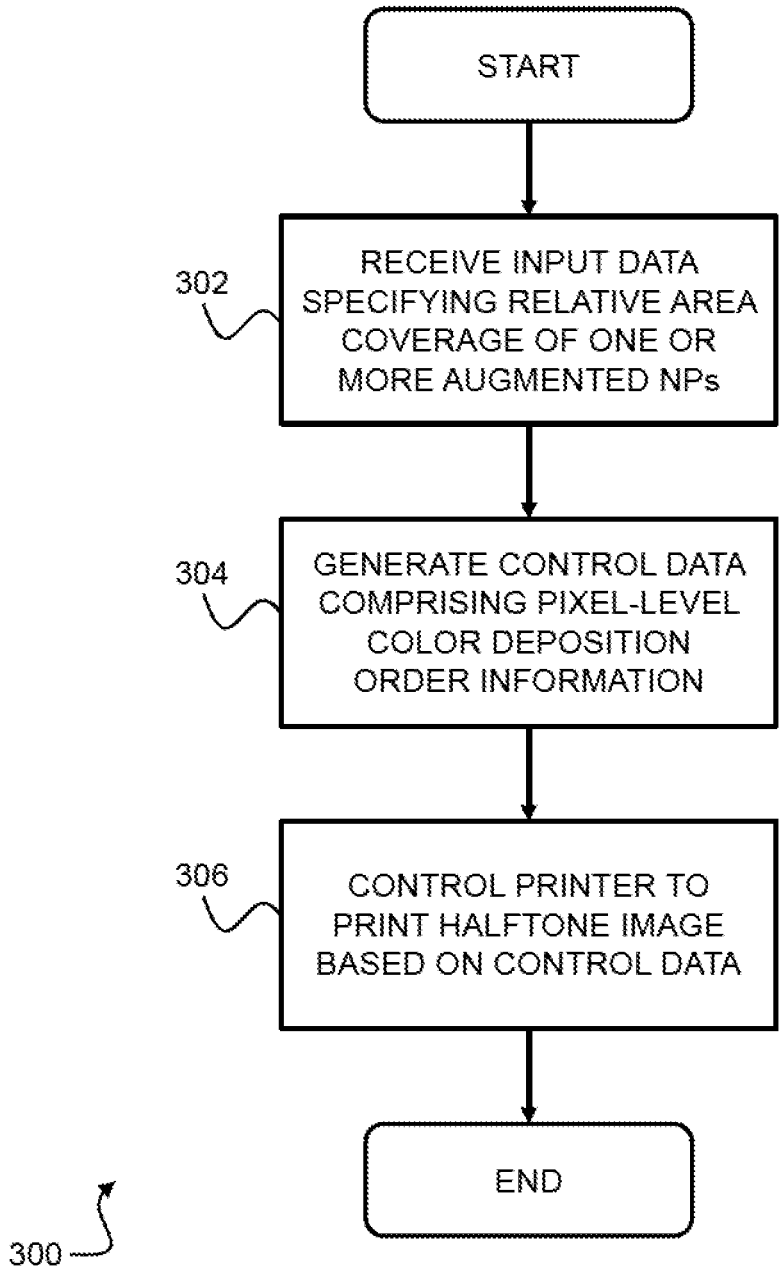 START
302
RECEIVE INPUT DATA
SPECIFYING RELATIVE AREA
COVERAGE OF ONE OR
MORE AUGMENTED NPs
304
GENERATE CONTROL DATA
COMPRISING PIXEL-LEVEL
COLOR DEPOSITION
ORDER INFORMATION
306
CONTROL PRINTER TO
PRINT HALFTONE IMAGE
BASED ON CONTROL DATA
END
300